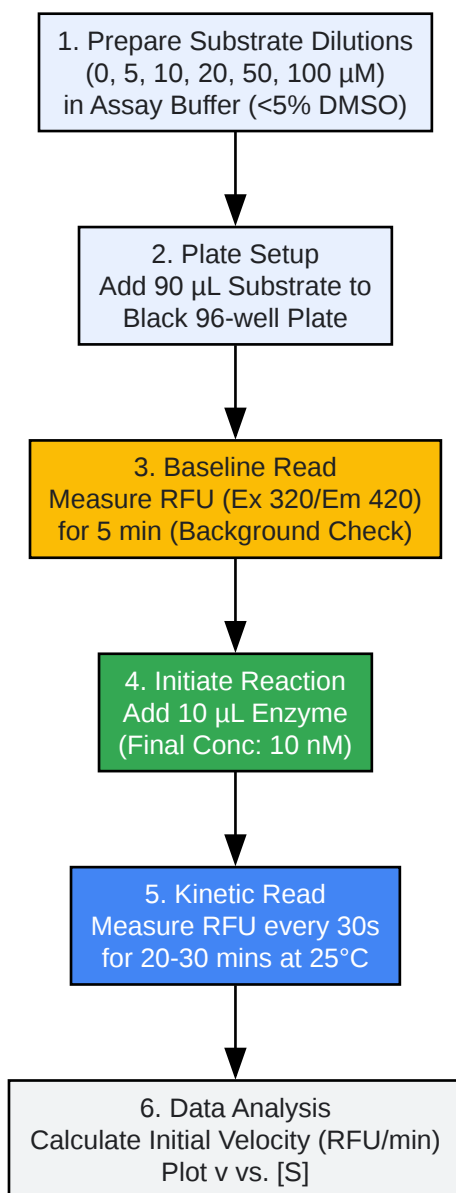 1. Prepare Substrate Dilutions
(0, 5, 10, 20, 50, 100 µM)
in Assay Buffer (<5% DMSO)
2. Plate Setup
Add 90 µL Substrate to
Black 96-well Plate
3. Baseline Read
Measure RFU (Ex 320/Em 420)
for 5 min (Background Check)
4. Initiate Reaction
Add 10 µL Enzyme
(Final Conc: 10 nM)
5. Kinetic Read
Measure RFU every 30s
for 20-30 mins at 25°C
6. Data Analysis
Calculate Initial Velocity (RFU/min)
Plot v vs. [S]